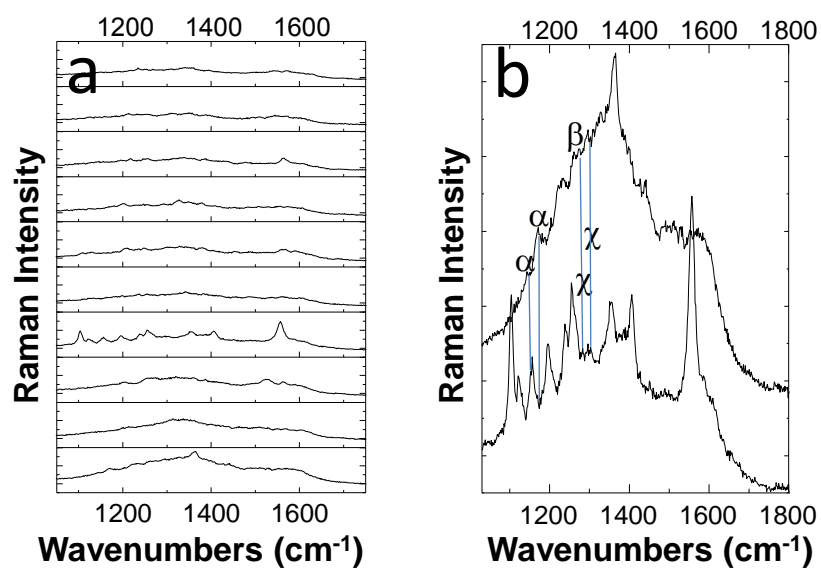 1200 1400 1600
a
Raman Intensity
1200 1400 1600
Wavenumbers (cm-1)
1200 1400 1600 1800
b
β
α
χ
α
χ
Raman Intensity
1200 1400 1600 1800
Wavenumbers (cm-1)